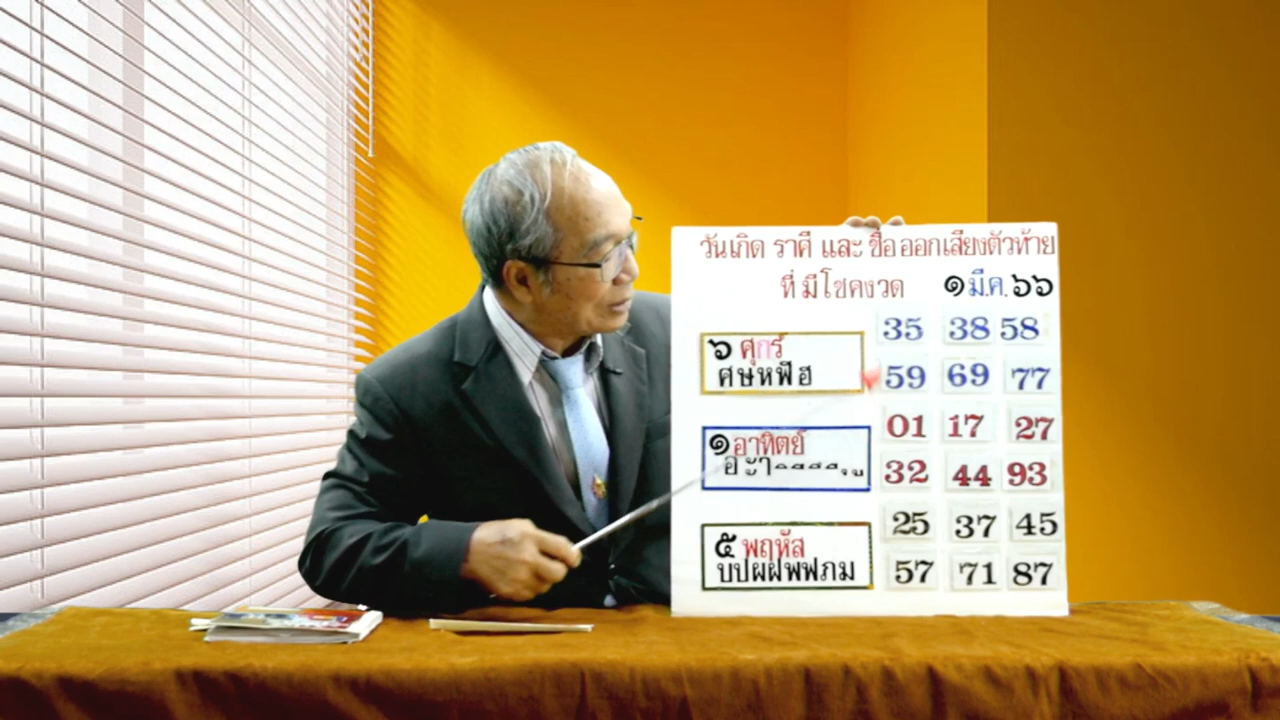 วันเกิด ราศี และ ชื่อ ออกเสียงตัวท้าย
ที่ มีโชคงวด ๑ มี.ค. ๖๖
35 38 58
๖ ศุกร์
ศษหฬฮ
59 69 77
01 17 27
๑ อาทิตย์
32 44 93
25 37 45
๕ พฤหัส
บปผฝพฟภม
57 71 87